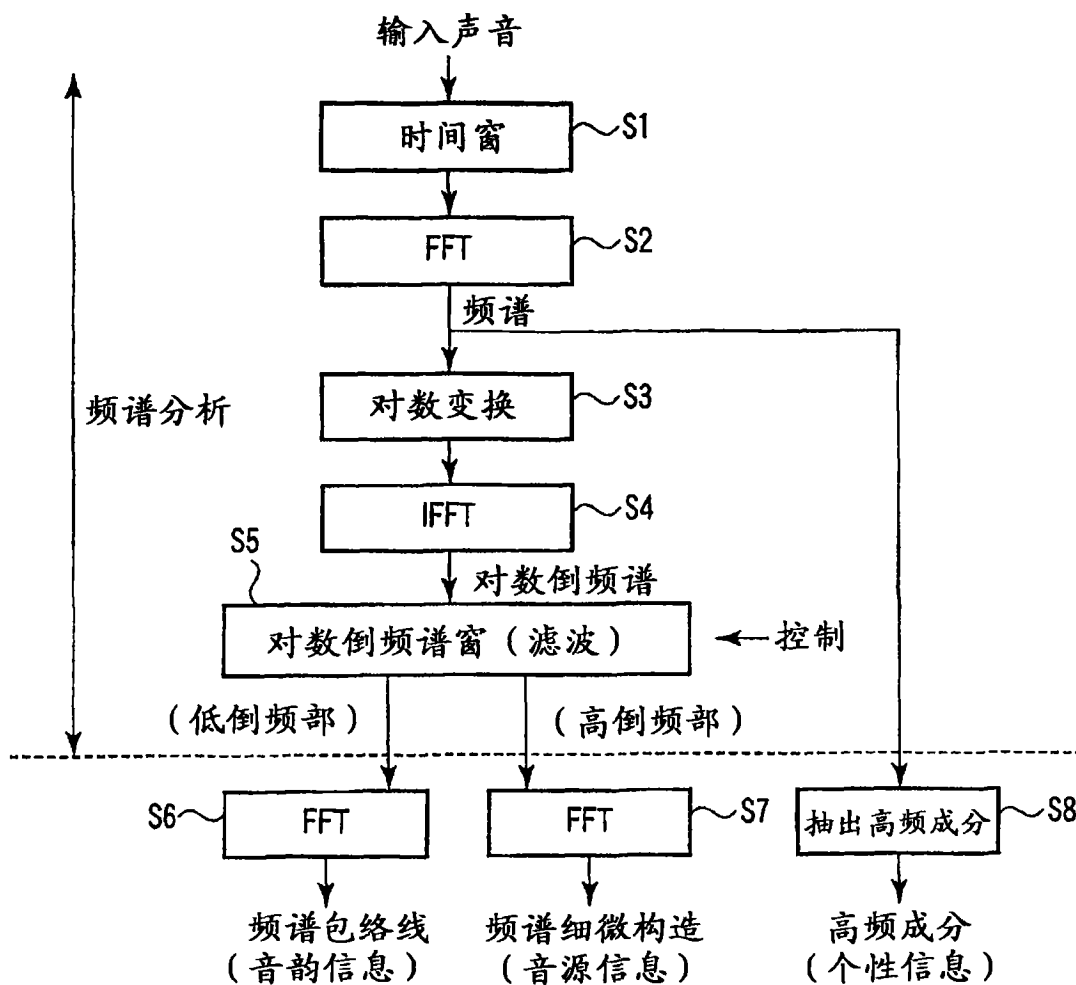 输入声音
时间窗
S1
FFT
S2
频谱
对数变换
S3
频谱分析
IFFT
S4
S5
对数倒频谱
对数倒频谱窗（滤波）
控制
（低倒频部）
（高倒频部）
S6
FFT
FFT
S7
抽出高频成分
S8
频谱包络线
（音韵信息）
频谱细微构造
（音源信息）
高频成分
（个性信息）